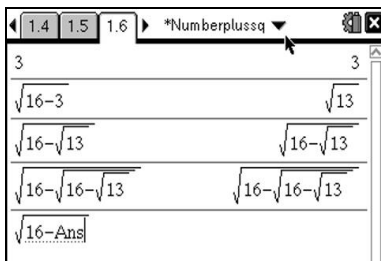 1.4 1.5 1.6 *Numberplussq
3 3
√(16-3) √13
√(16-√13) √(16-√13)
√(16-√(16-√13)) √(16-√(16-√13))
√(16-Ans)